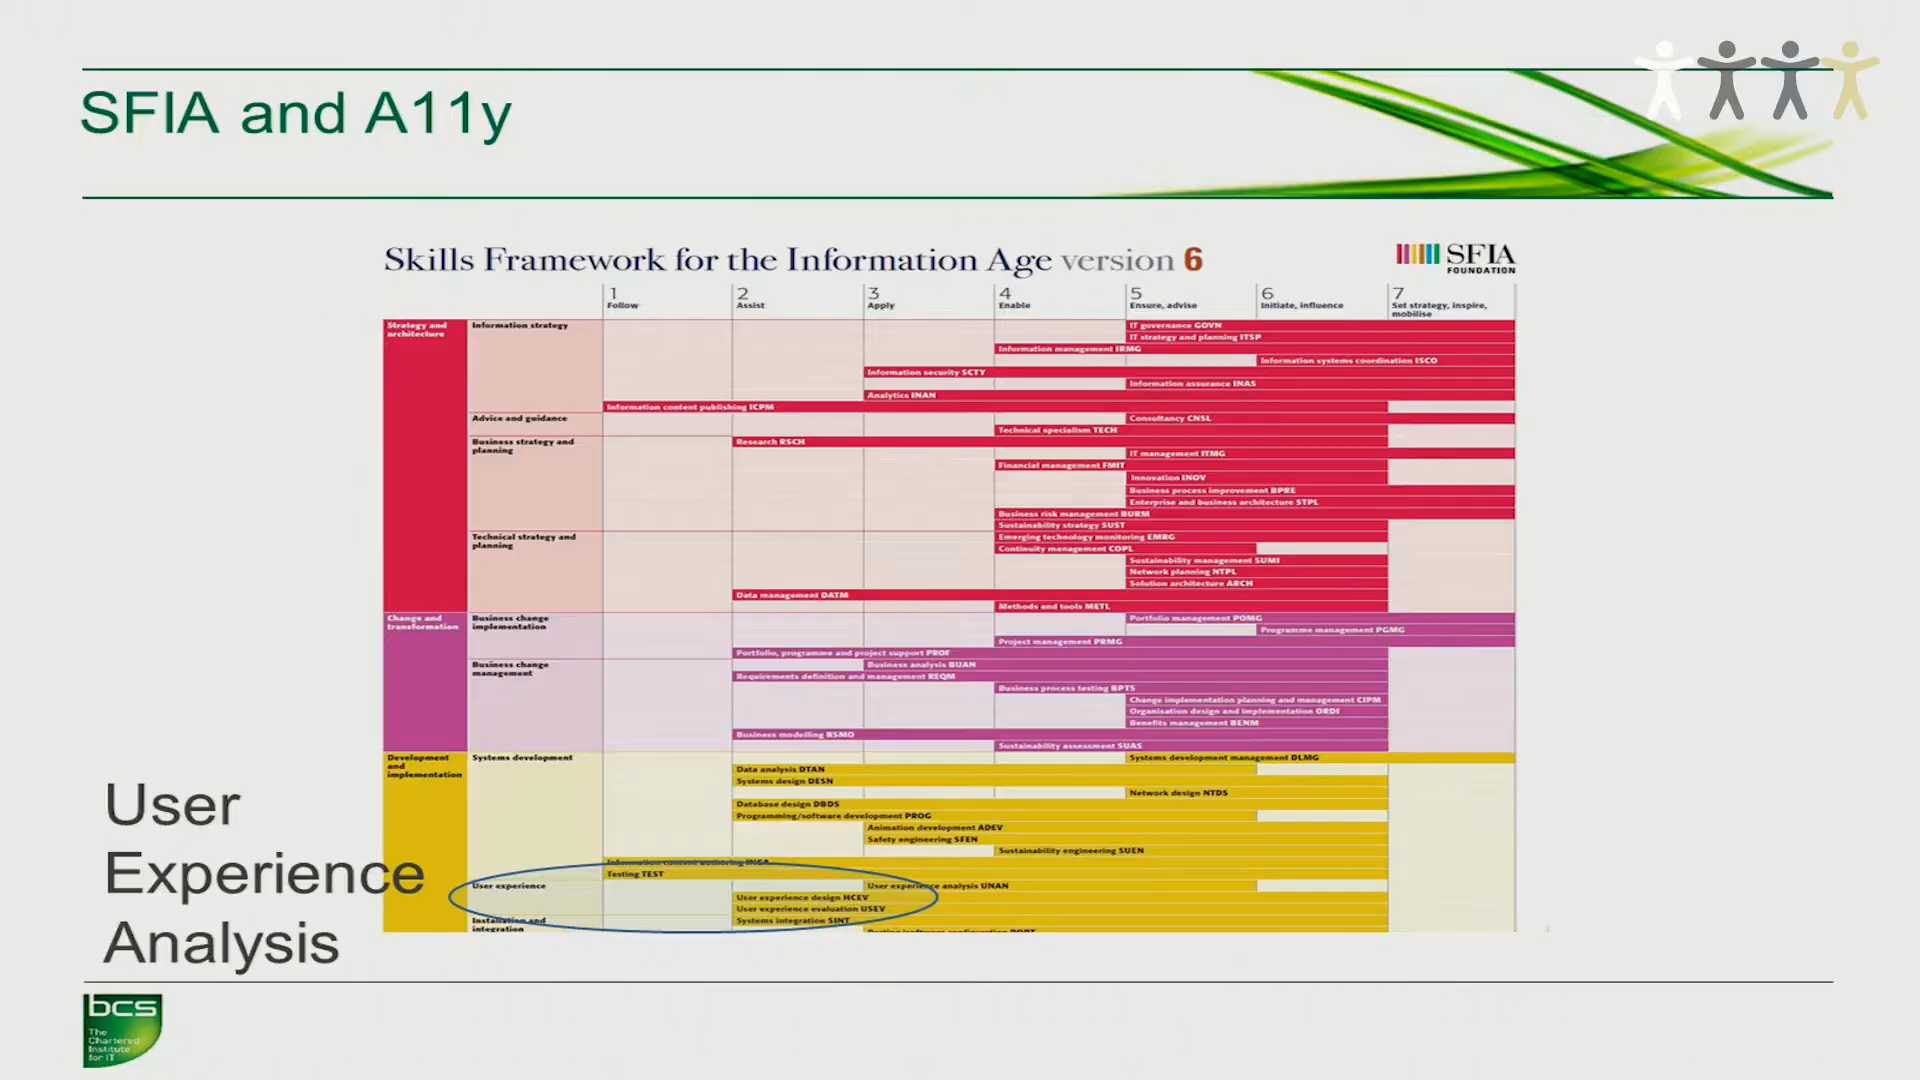 SFIA and A11y
Skills Framework for the Information Age version 6
SFIA
FOUNDATION
1
Follow
2
Assist
3
Apply
4
Enable
5
Ensure, advise
6
Initiate, influence
7
Set strategy, inspire,
mobilise
Strategy and
architecture
Information strategy
IT governance GOVN
IT strategy and planning ITSP
Information management IRMG
Information systems coordination ISCO
Information security SCTY
Information assurance INAS
Analytics INAN
Information content publishing ICPM
Advice and guidance
Consultancy CNSL
Technical specialism TECH
Business strategy and
planning
Research RSCH
IT management ITMG
Financial management FMIT
Innovation INOV
Business process improvement BPRE
Enterprise and business architecture STPL
Business risk management BURM
Sustainability strategy SUST
Technical strategy and
planning
Emerging technology monitoring EMRG
Continuity management COPL
Sustainability management SUMI
Network planning NTPL
Solution architecture ARCH
Data management DATM
Methods and tools METL
Change and
transformation
Business change
implementation
Portfolio management POMG
Programme management PGMG
Project management PRMG
Portfolio, programme and project support PROF
Business change
management
Business analysis BUAN
Requirements definition and management REQM
Business process testing BPTS
Change implementation planning and management CIPM
Organisation design and implementation ORDI
Benefits management BENM
Business modelling BSMO
Sustainability assessment SUAS
Development
and
implementation
Systems development
Systems development management DLMG
Data analysis DTAN
Systems design DESN
Network design NTDS
Database design DBDS
Programming/software development PROG
Animation development ADEV
Safety engineering SFEN
Sustainability engineering SUEN
Information content authoring INCA
Testing TEST
User experience
User experience analysis UNAN
User experience design HCEV
User experience evaluation USEV
Installation and
integration
Systems integration SINT
User
Experience
Analysis
bcs
The
Chartered
Institute
for IT